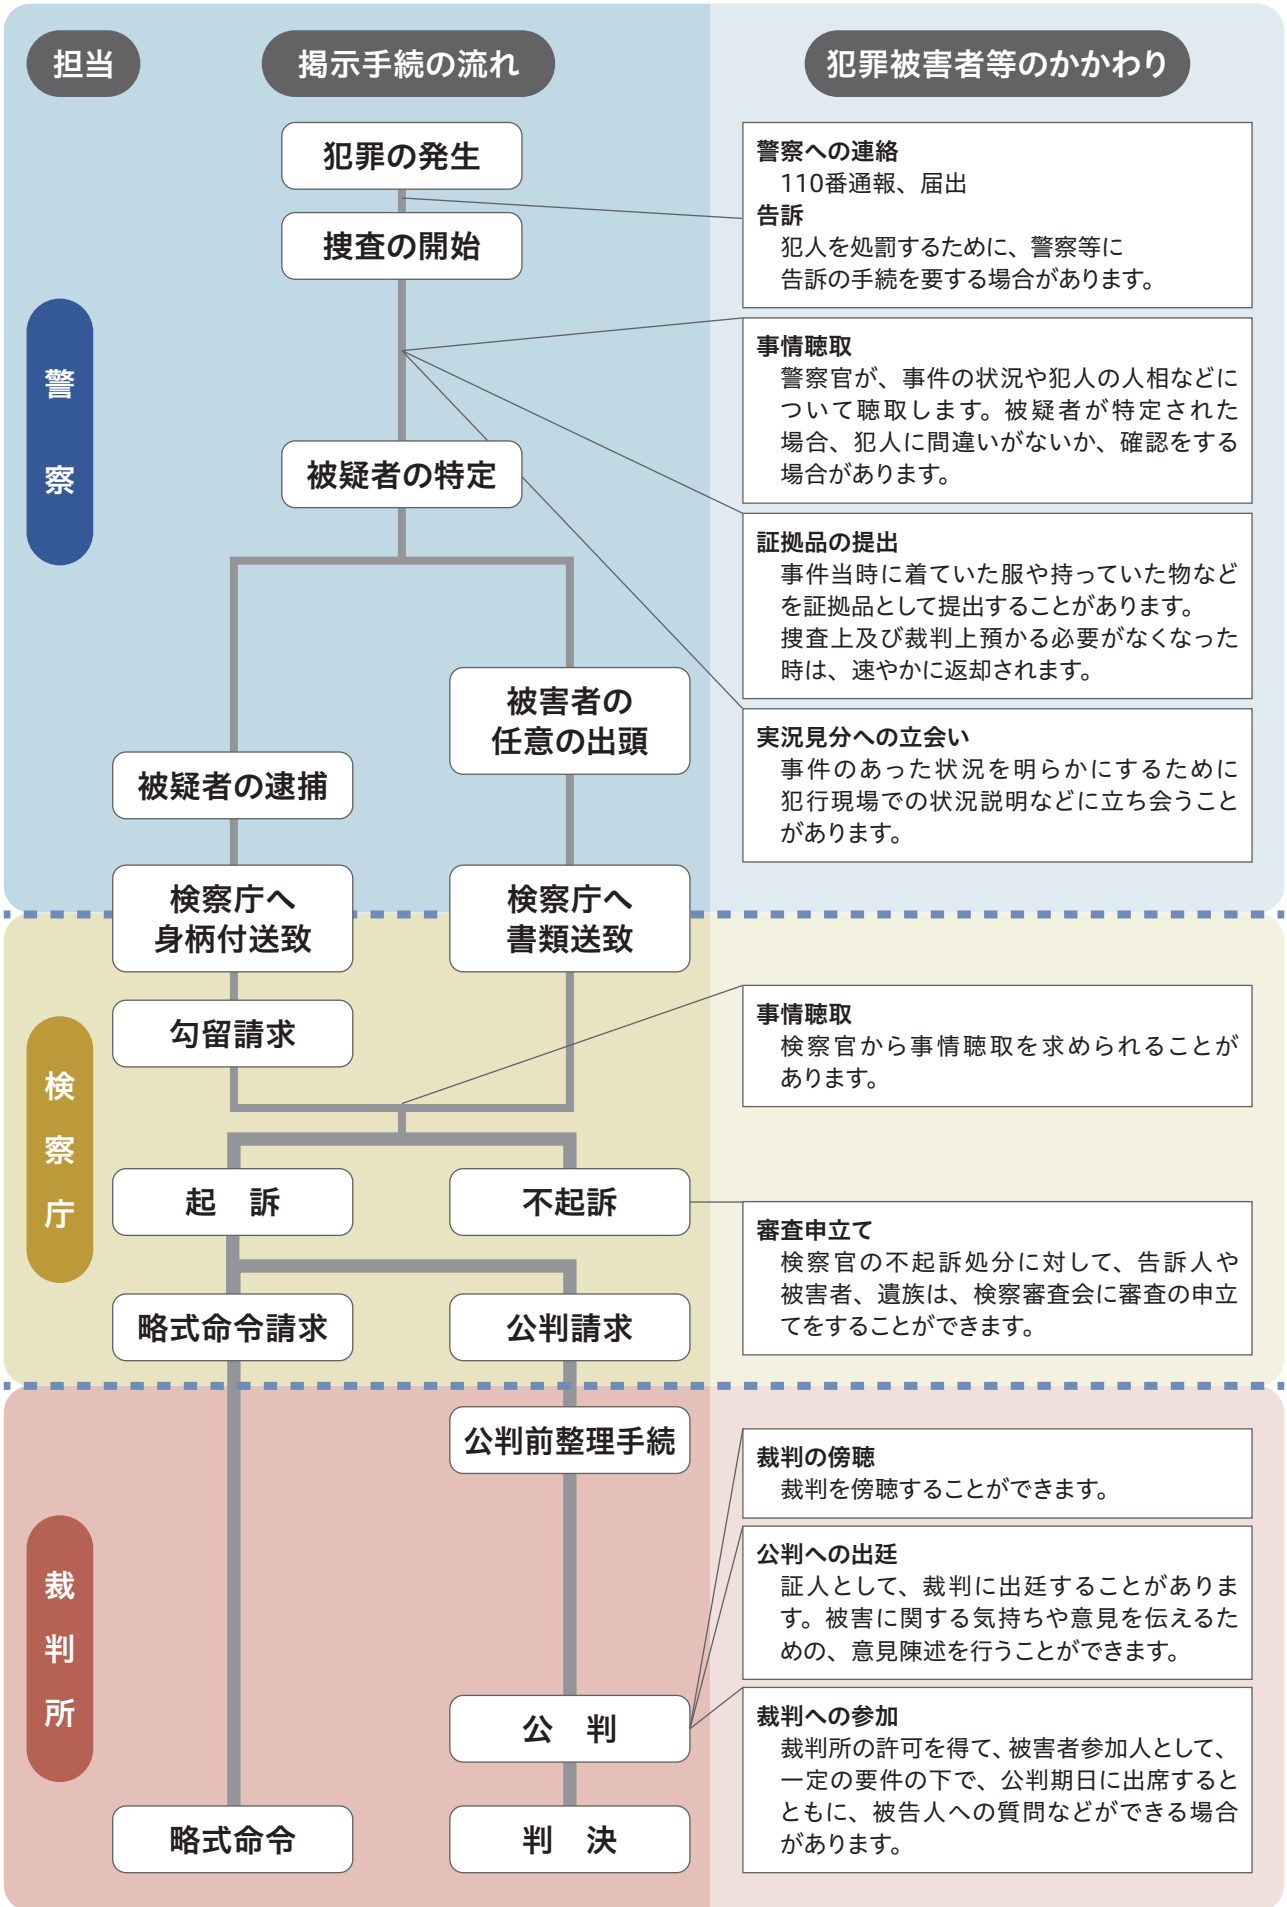 担当
掲示手続の流れ
犯罪被害者等のかかわり
警察
犯罪の発生
捜査の開始
被疑者の特定
被害者の
任意の出頭
被疑者の逮捕
検察庁へ
身柄付送致
検察庁へ
書類送致
警察への連絡
110番通報、届出
告訴
犯人を処罰するために、警察等に
告訴の手続を要する場合があります。
事情聴取
警察官が、事件の状況や犯人の人相などに
ついて聴取します。被疑者が特定された
場合、犯人に間違いがないか、確認をする
場合があります。
証拠品の提出
事件当時に着ていた服や持っていた物など
を証拠品として提出することがあります。
捜査上及び裁判上預かる必要がなくなった
時は、速やかに返却されます。
実況見分への立会い
事件のあった状況を明らかにするために
犯行現場での状況説明などに立ち会うこと
があります。
検察庁
勾留請求
起　訴
不起訴
略式命令請求
公判請求
事情聴取
検察官から事情聴取を求められることが
あります。
審査申立て
検察官の不起訴処分に対して、告訴人や
被害者、遺族は、検察審査会に審査の申立
てをすることができます。
裁判所
公判前整理手続
公　判
略式命令
判　決
裁判の傍聴
裁判を傍聴することができます。
公判への出廷
証人として、裁判に出廷することがありま
す。被害に関する気持ちや意見を伝えるた
めの、意見陳述を行うことができます。
裁判への参加
裁判所の許可を得て、被害者参加人として、
一定の要件の下で、公判期日に出席すると
ともに、被告人への質問などができる場合
があります。